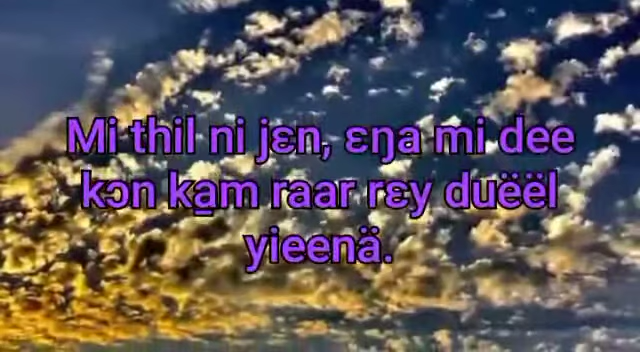 Mi thil ni jɛn, ɛŋa mi dee
kɔn ka̱m raar rɛy duëël
yieenä.